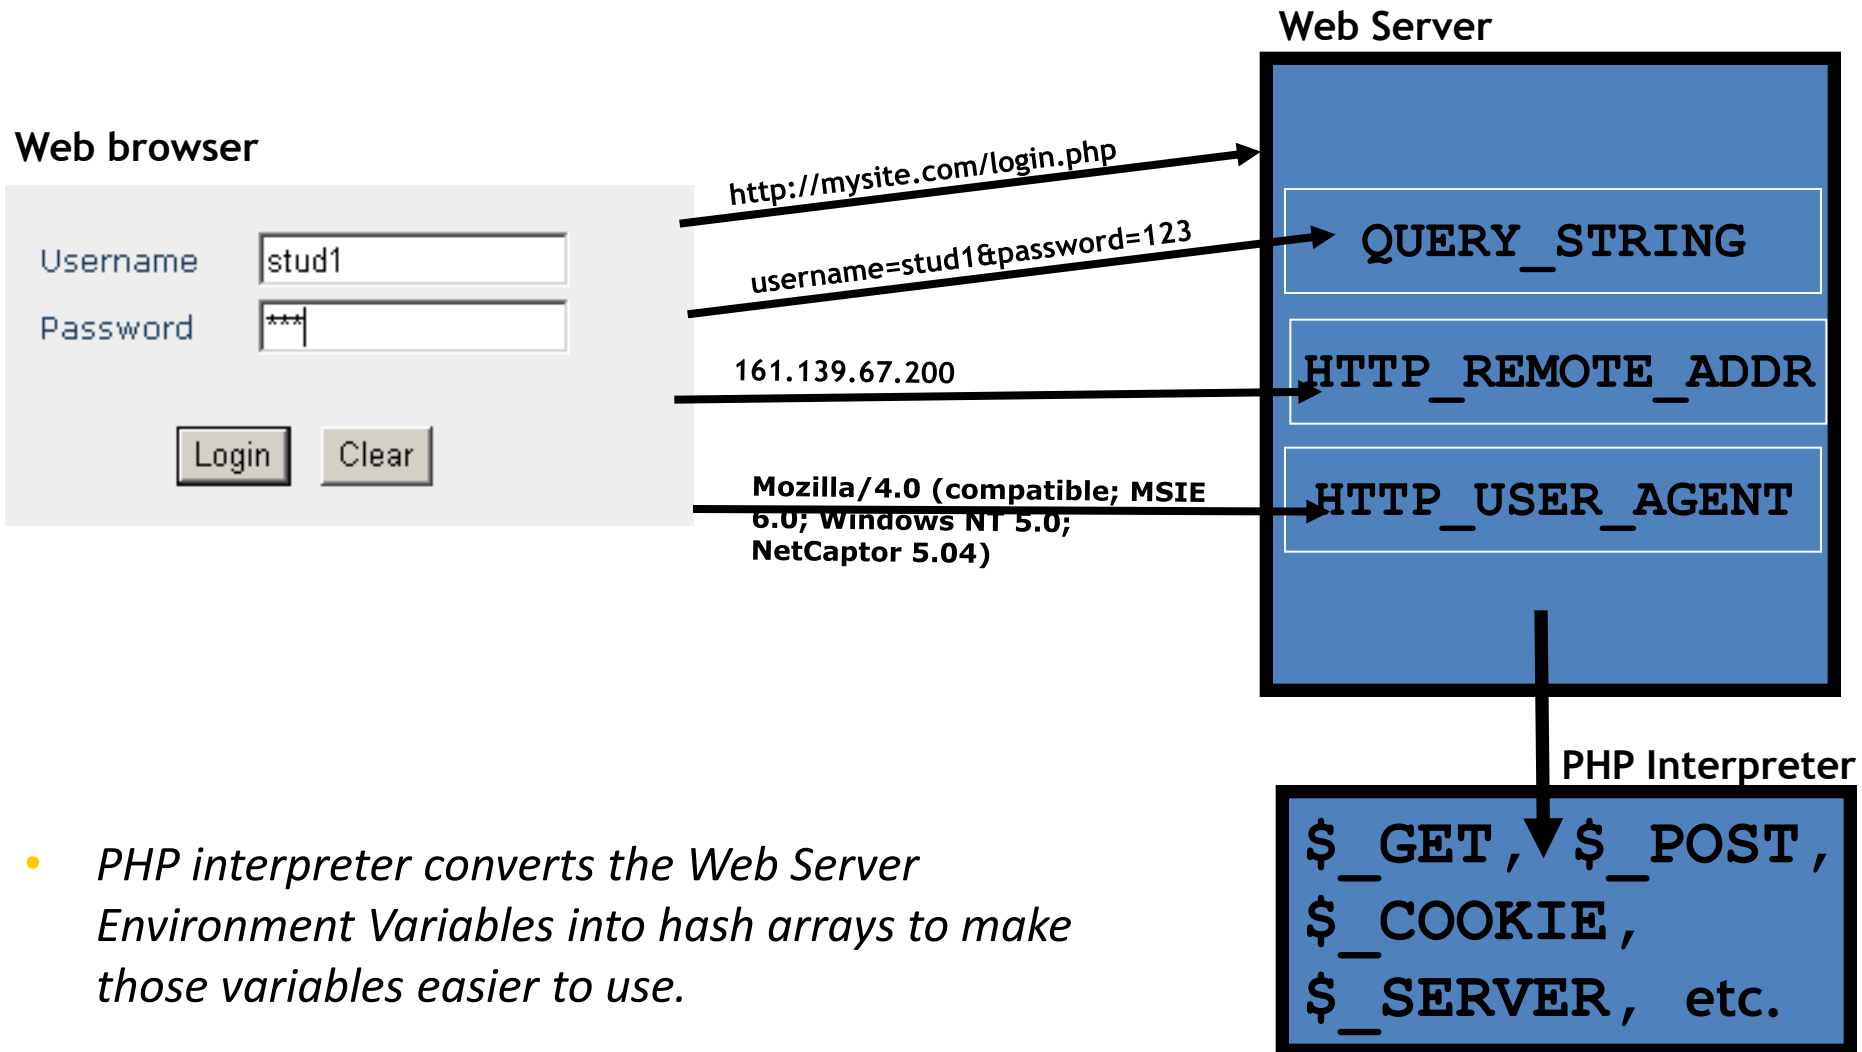 Web Server
Web browser
http://mysite.com/login.php
Username stud1
username=stud1&password=123
QUERY_STRING
Password ***
161.139.67.200
HTTP_REMOTE_ADDR
Login Clear
Mozilla/4.0 (compatible; MSIE
6.0; Windows NT 5.0;
NetCaptor 5.04)
HTTP_USER_AGENT
PHP Interpreter
$_GET, $_POST,
$_COOKIE,
$_SERVER, etc.
• PHP interpreter converts the Web Server
Environment Variables into hash arrays to make
those variables easier to use.